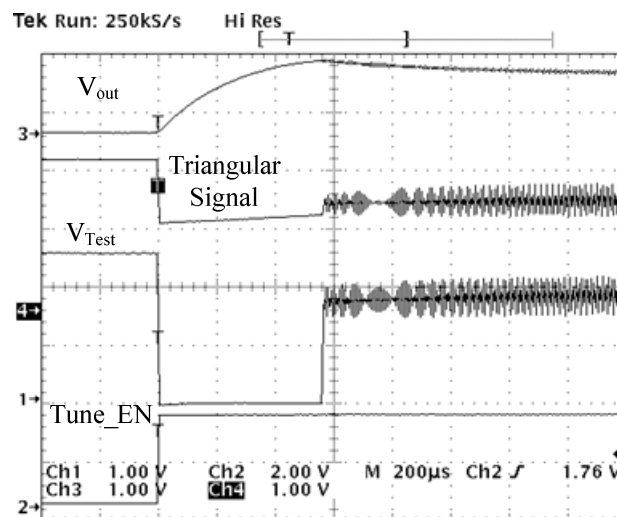 Tek Run: 250kS/s Hi Res
Vout
T
3→
T
Triangular
Signal
VTest
4→
T
1→
Tune_EN
T
Ch1 1.00 V Ch2 2.00 V M 200µs Ch2 ∫ 1.76 V
Ch3 1.00 V Ch4 1.00 V
2→